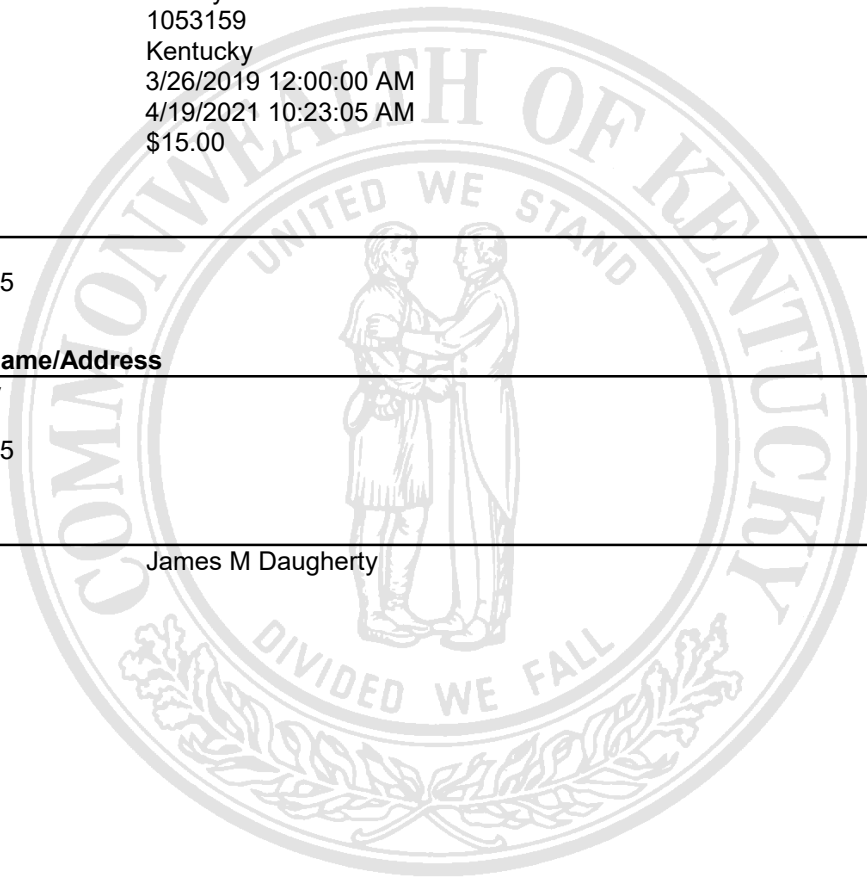 1053159
Kentucky
3/26/2019 12:00:00 AM
4/19/2021 10:23:05 AM
$15.00
COMMONWEALTH OF KENTUCKY
UNITED WE STAND
5
ame/Address
5
James M Daugherty
DIVIDED WE FALL